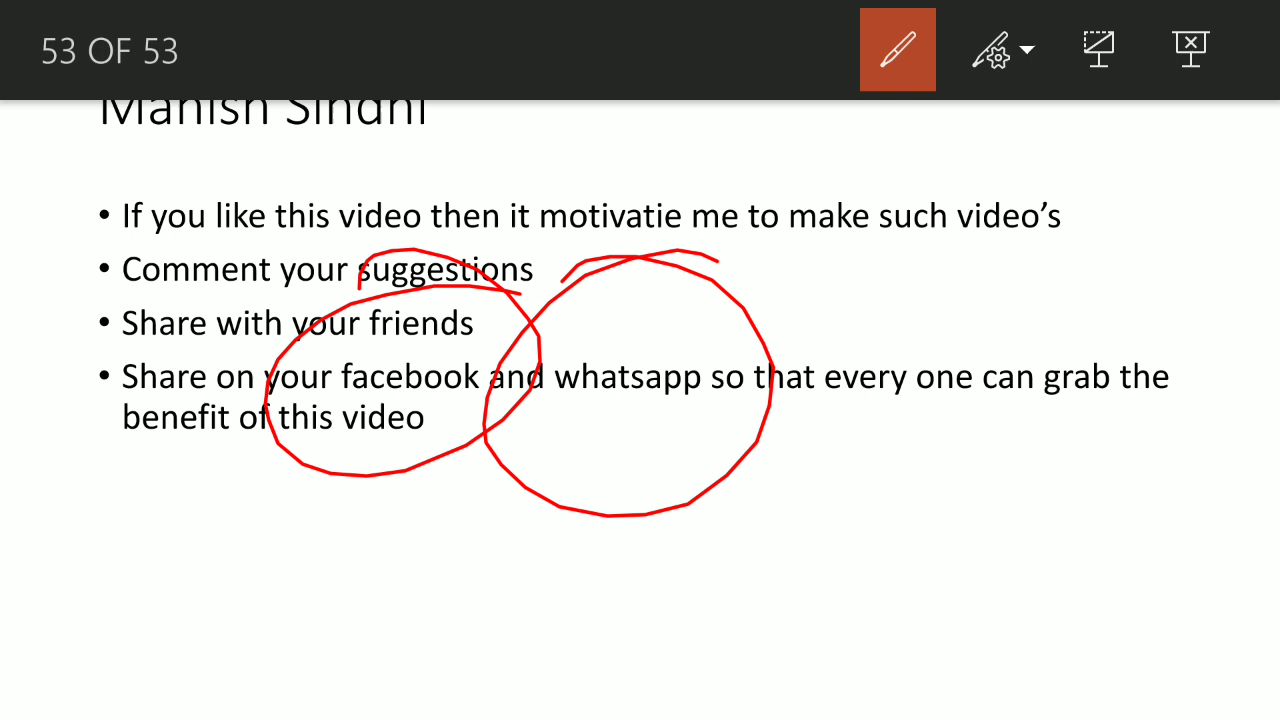 53 OF 53
Manish Sindhi
• If you like this video then it motivatie me to make such video’s
• Comment your suggestions
• Share with your friends
• Share on your facebook and whatsapp so that every one can grab the
benefit of this video